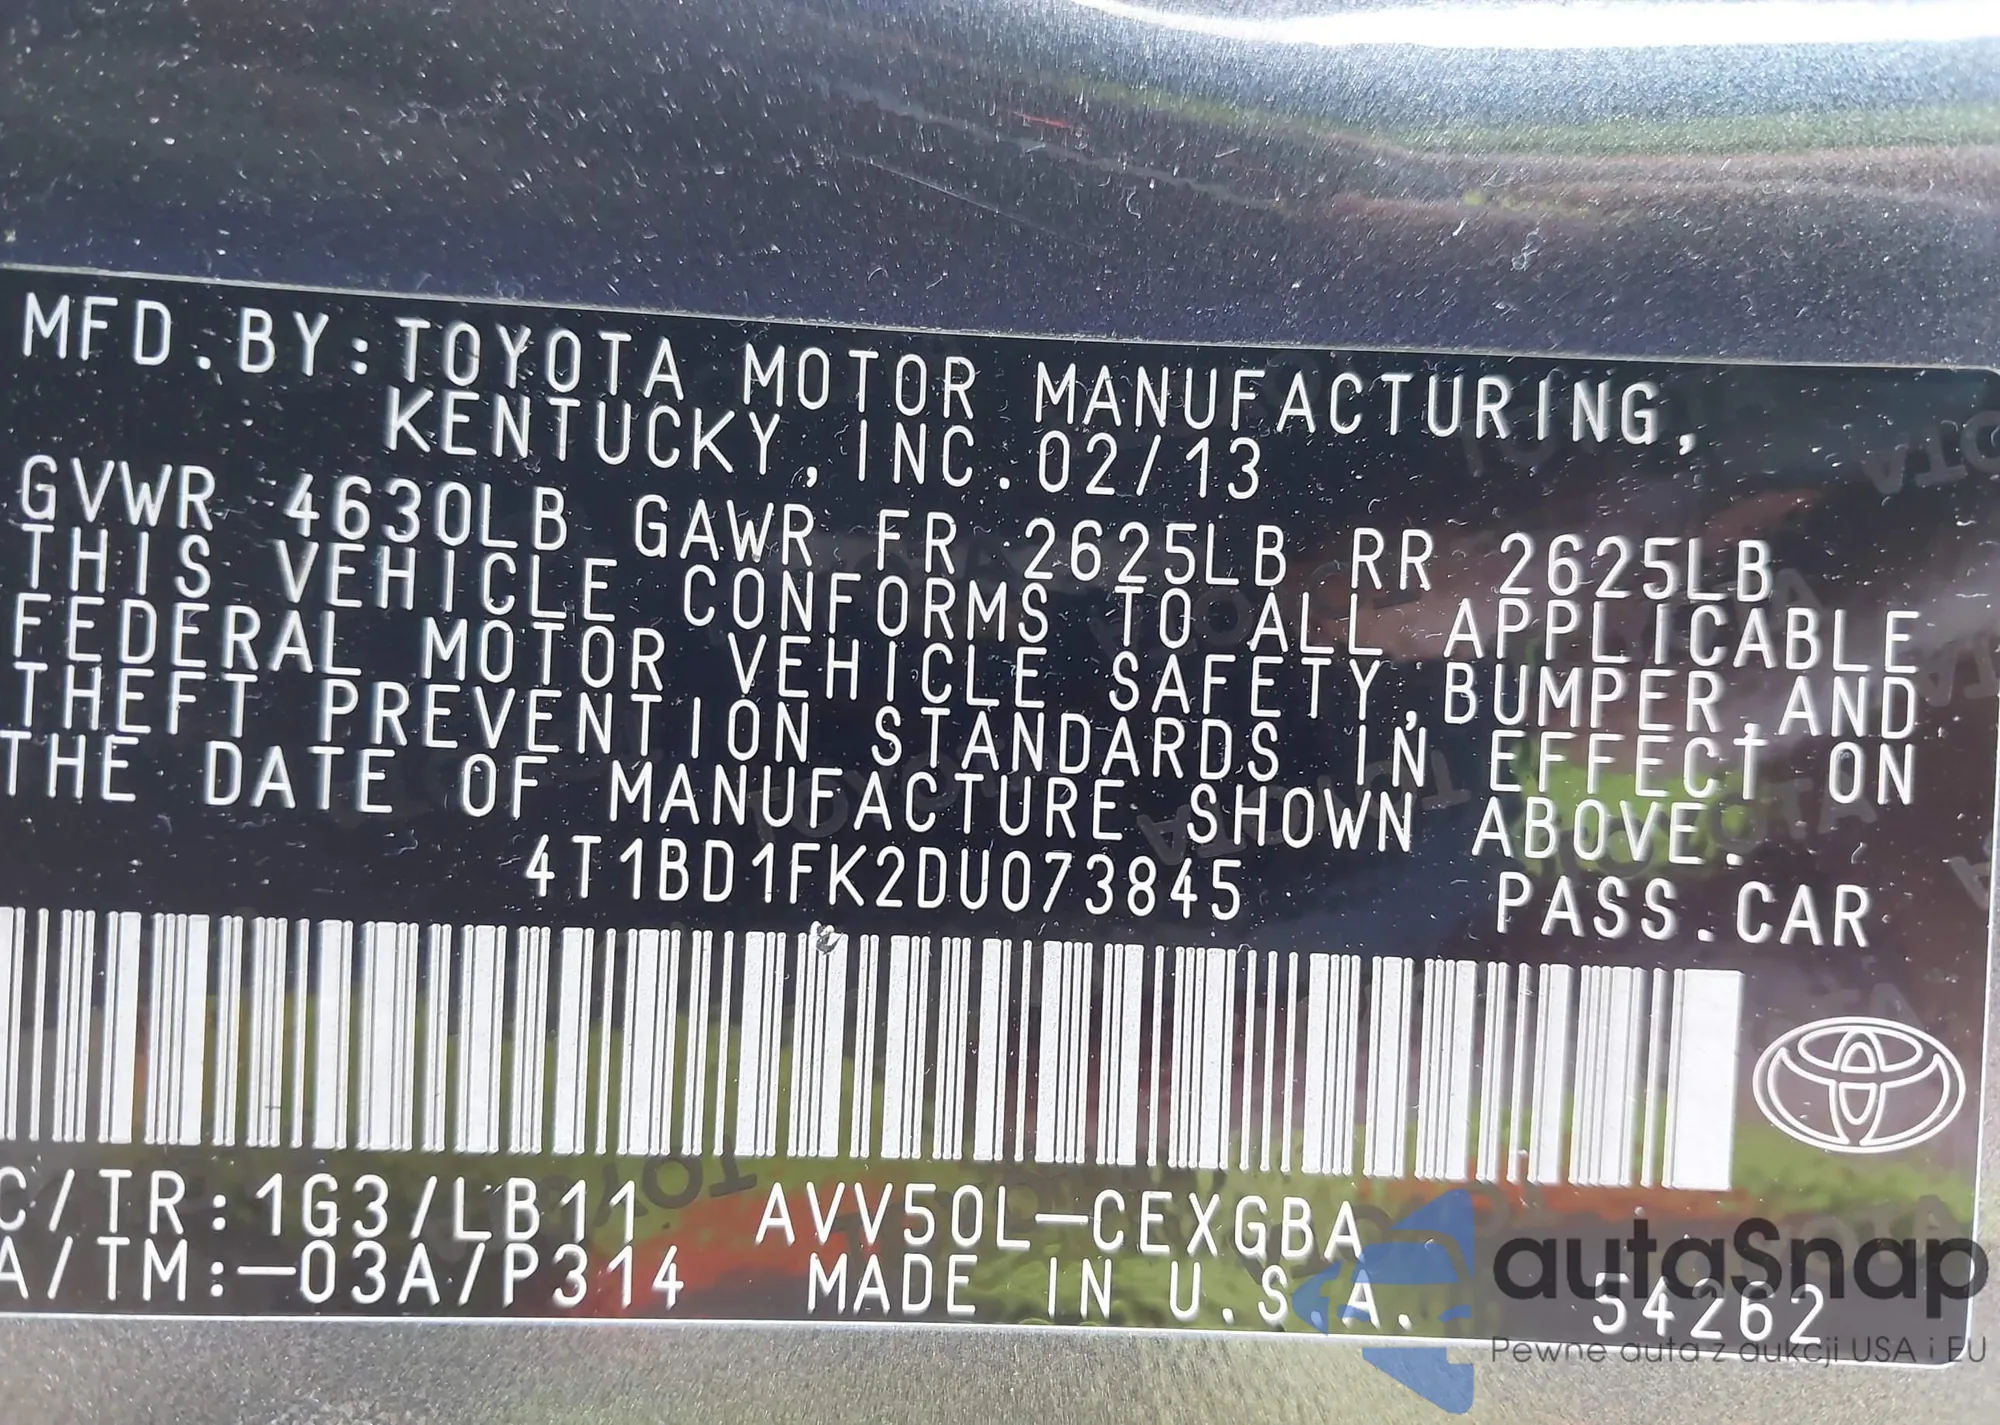 MFD.BY:TOYOTA MOTOR MANUFACTURING,
KENTUCKY, INC.02/13
GVWR 4630LB GAWR FR 2625LB RR 2625LB
THIS VEHICLE CONFORMS TO ALL APPLICABLE
FEDERAL MOTOR VEHICLE SAFETY,BUMPER,AND
THEFT PREVENTION STANDARDS IN EFFECT ON
THE DATE OF MANUFACTURE SHOWN ABOVE.
4T1BD1FK2DU073845 PASS.CAR
C/TR:1G3/LB11 AVV50L-CEXGBA
A/TM:-03A/P314 MADE IN U.S.A. 54262
autaSnap
Pewne auta z aukcji USA i EU